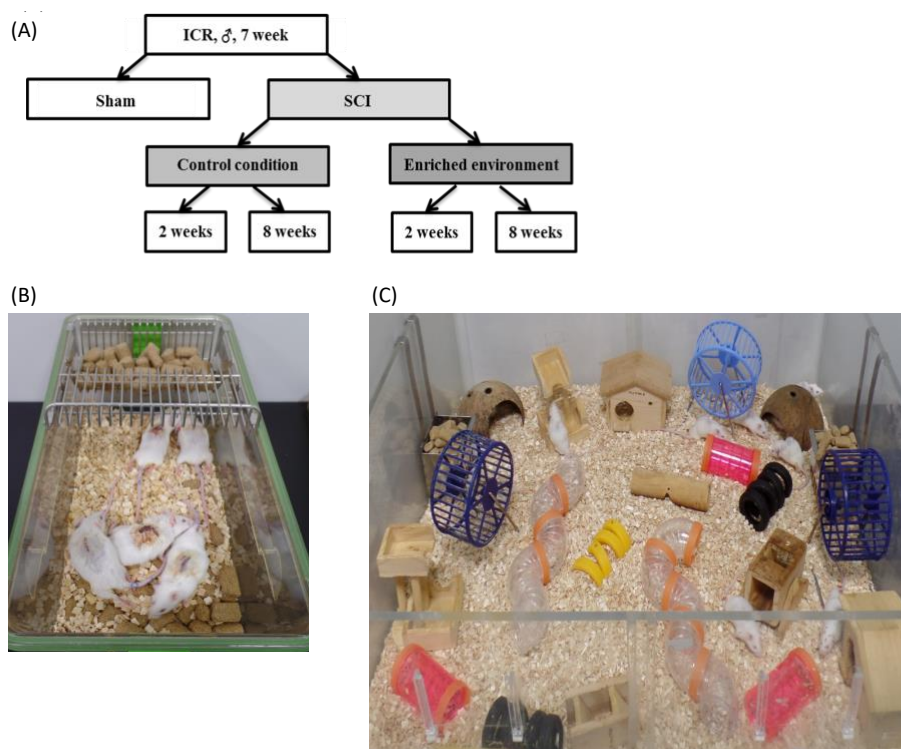 (A)
ICR, ♂, 7 week
Sham
SCI
Control condition
Enriched environment
2 weeks
8 weeks
2 weeks
8 weeks
(B)
(C)